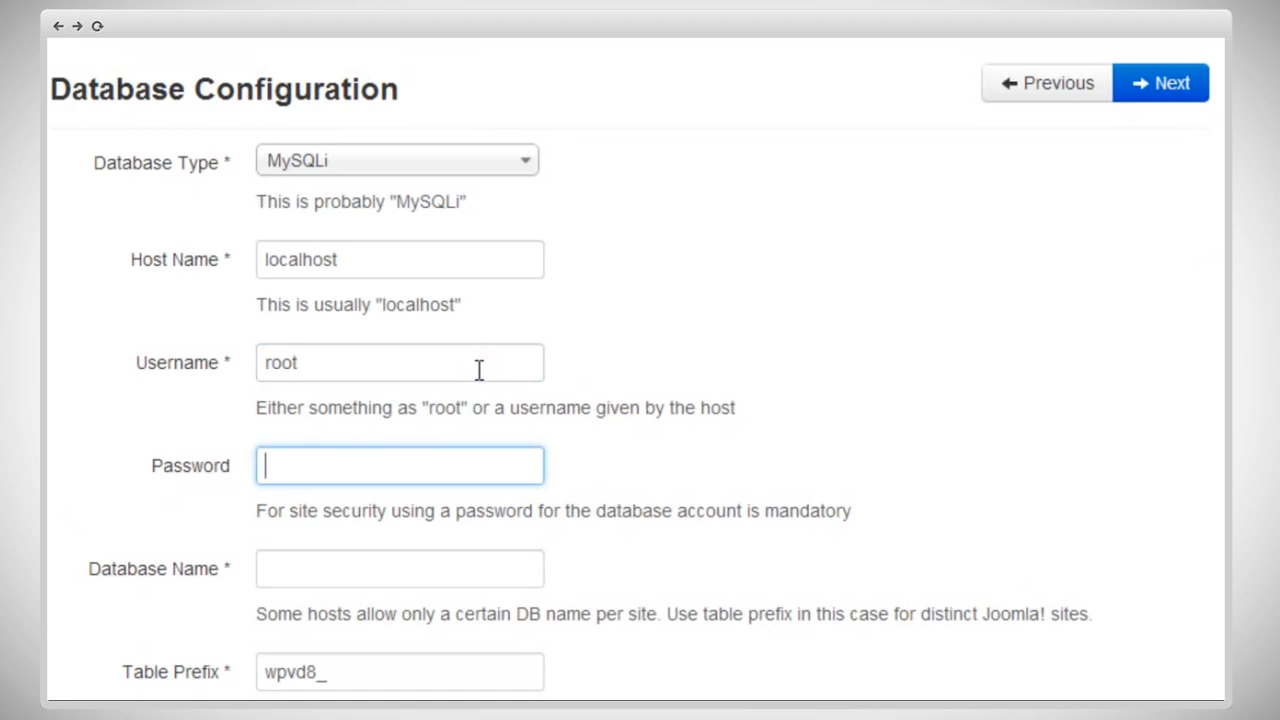 Database Configuration
Previous
Next
Database Type *
MySQLi
This is probably "MySQLi"
Host Name *
localhost
This is usually "localhost"
Username *
root
Either something as "root" or a username given by the host
Password
For site security using a password for the database account is mandatory
Database Name *
Some hosts allow only a certain DB name per site. Use table prefix in this case for distinct Joomla! sites.
Table Prefix *
wpvd8_